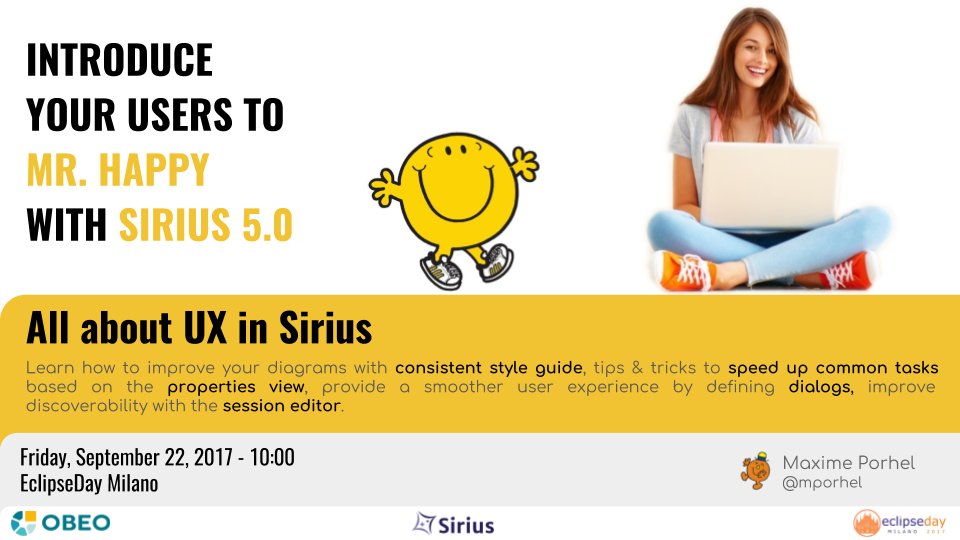 INTRODUCE
YOUR USERS TO
MR. HAPPY
WITH SIRIUS 5.0
All about UX in Sirius
Learn how to improve your diagrams with consistent style guide, tips & tricks to speed up common tasks
based on the properties view, provide a smoother user experience by defining dialogs, improve
discoverability with the session editor.
Friday, September 22, 2017 - 10:00
EclipseDay Milano
Maxime Porhel
@mporhel
OBEO
Sirius
eclipseday
MILANO 2017